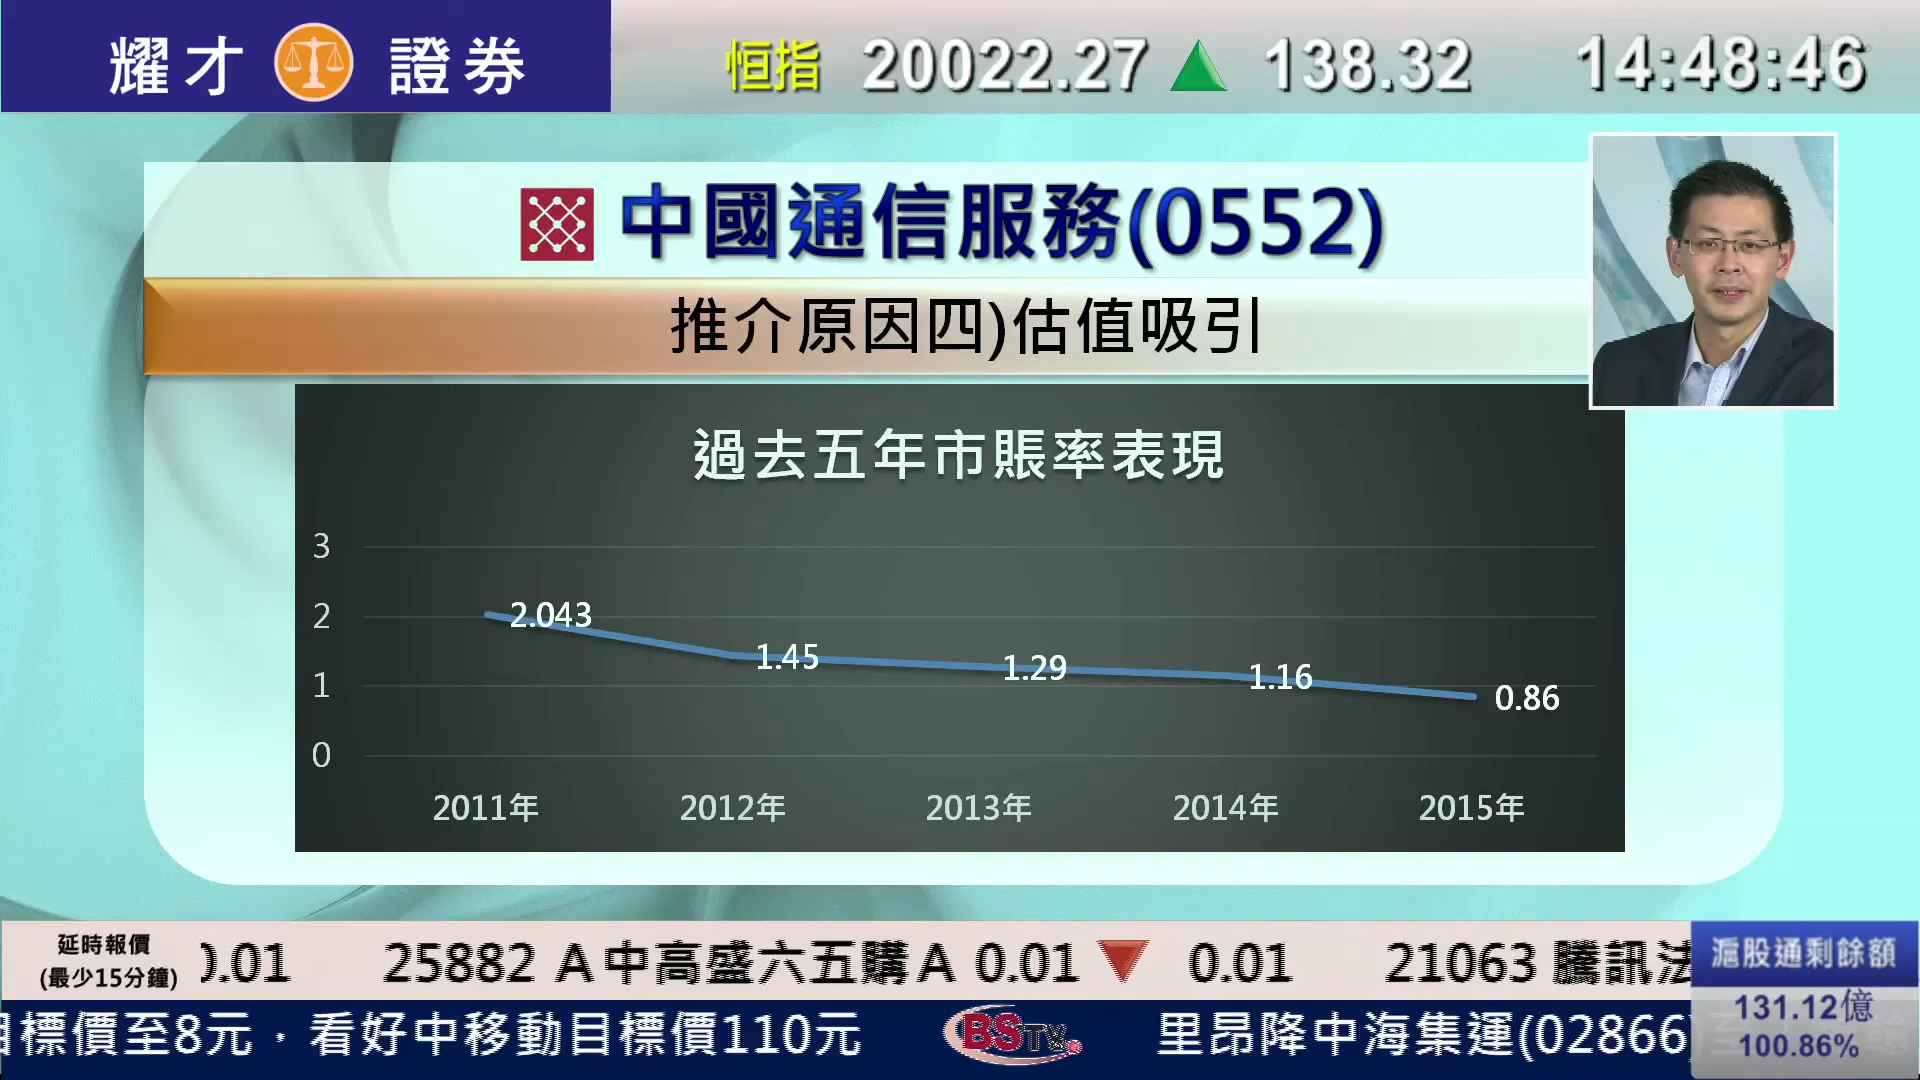 耀才 證券
恒指 20022.27 138.32 14:48:46
中國通信服務(0552)
推介原因四)估值吸引
過去五年市賬率表現
3
2
1
0
2.043
1.45
1.29
1.16
0.86
2011年 2012年 2013年 2014年 2015年
延時報價
(最少15分鐘)
0.01 25882 A中高盛六五購A 0.01 0.01 21063 騰訊法
滬股通剩餘額
131.12億
100.86%
目標價至8元．看好中移動目標價110元 BSTV 里昂降中海集運(02866)